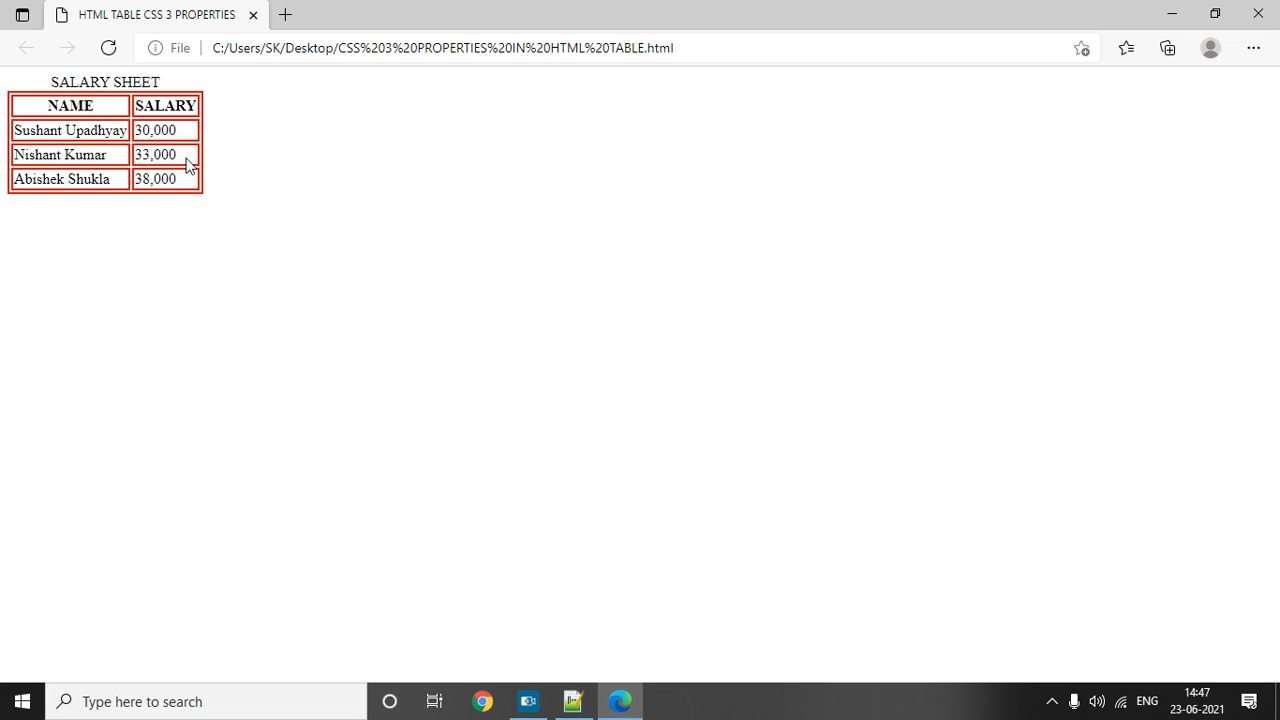 HTML TABLE CSS 3 PROPERTIES
File C:/Users/SK/Desktop/CSS%203%20PROPERTIES%20IN%20HTML%20TABLE.html
SALARY SHEET
NAME SALARY
Sushant Upadhyay 30,000
Nishant Kumar 33,000
Abishek Shukla 38,000
Type here to search
ENG
14:47
23-06-2021